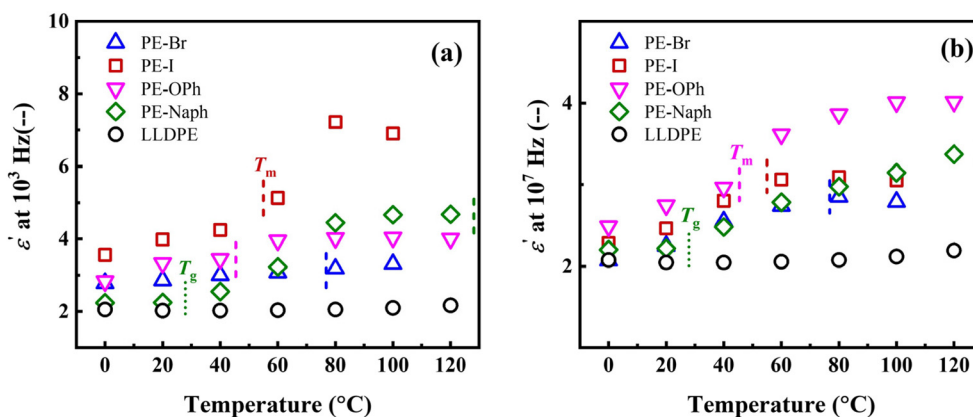 10
8
6
4
2
ε' at 10³ Hz(--)
PE-Br
PE-I
PE-OPh
PE-Naph
LLDPE
(a)
Tm
Tg
0 20 40 60 80 100 120
Temperature (°C)
4
2
ε' at 10⁷ Hz (--)
PE-Br
PE-I
PE-OPh
PE-Naph
LLDPE
(b)
Tm
Tg
0 20 40 60 80 100 120
Temperature (°C)